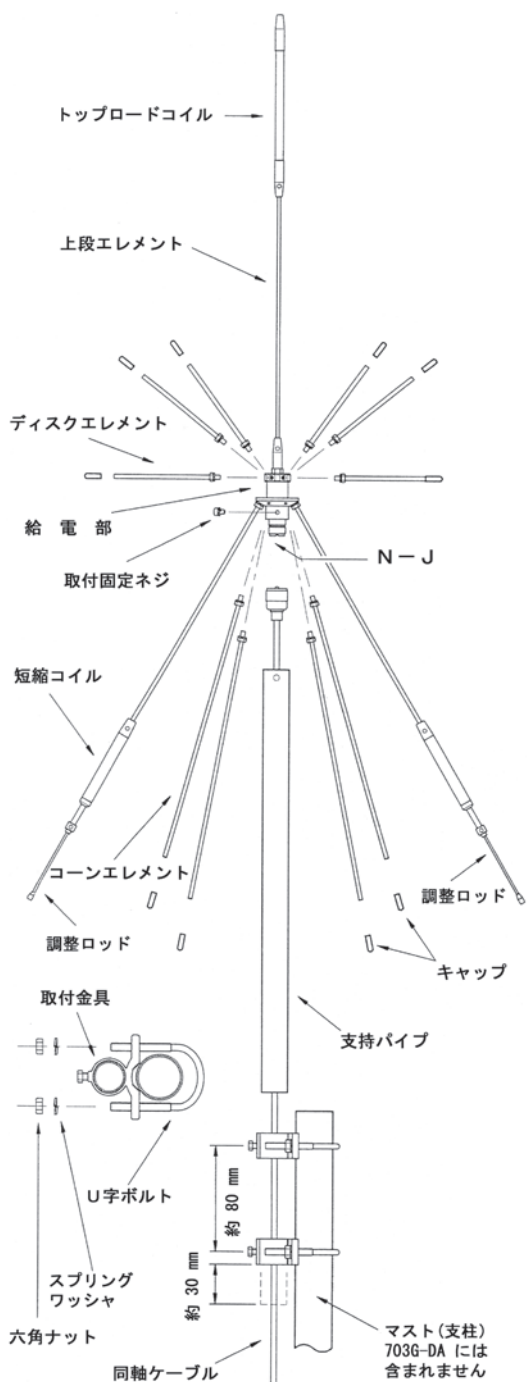 トップロードコイル
上段エレメント
ディスクエレメント
給 電 部
取付固定ネジ
N-J
短縮コイル
コーンエレメント
調整ロッド
調整ロッド
キャップ
取付金具
支持パイプ
U字ボルト
約 80 mm
スプリング
ワッシャ
約 30 mm
六角ナット
同軸ケーブル
マスト(支柱)
703G-DA には
含まれません